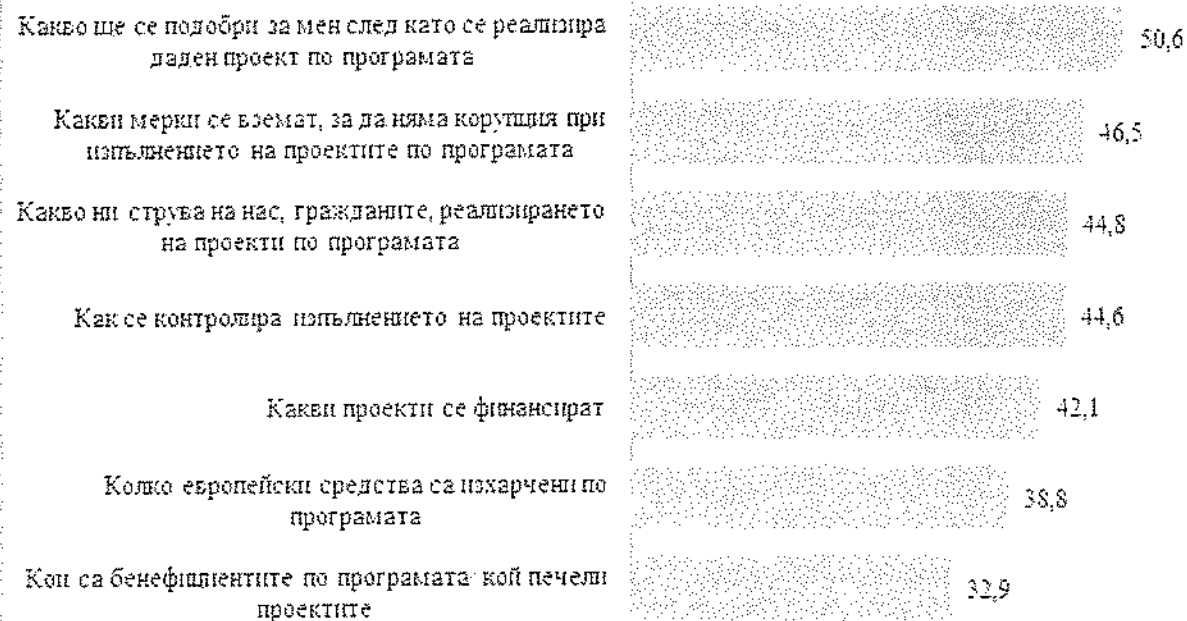 Какво ще се подобри за мен след като се реализира
даден проект по програмата
50,6
Какви мерки се вземат, за да няма корупция при
изпълнението на проектите по програмата
46,5
Какво ни струва на нас, гражданите, реализирането
на проекти по програмата
44,8
Как се контролира изпълнението на проектите
44,6
Какви проекти се финансират
42,1
Колко европейски средства са изхарчени по
програмата
38,8
Кои са бенефициентите по програмата кой печели
проектите
32,9